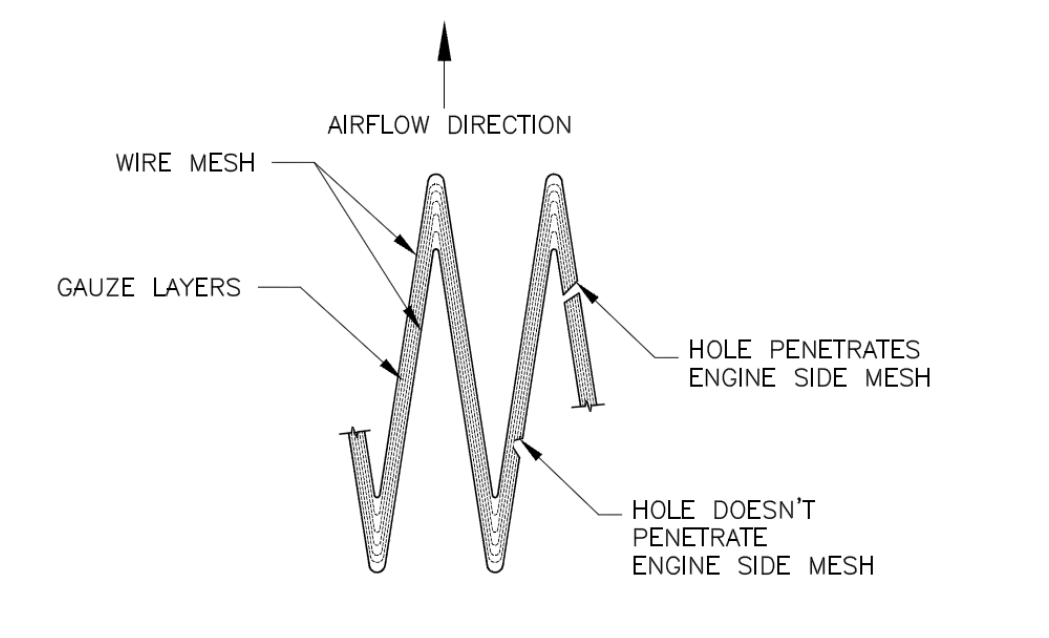 AIRFLOW DIRECTION
WIRE MESH
GAUZE LAYERS
HOLE PENETRATES
ENGINE SIDE MESH
HOLE DOESN'T
PENETRATE
ENGINE SIDE MESH